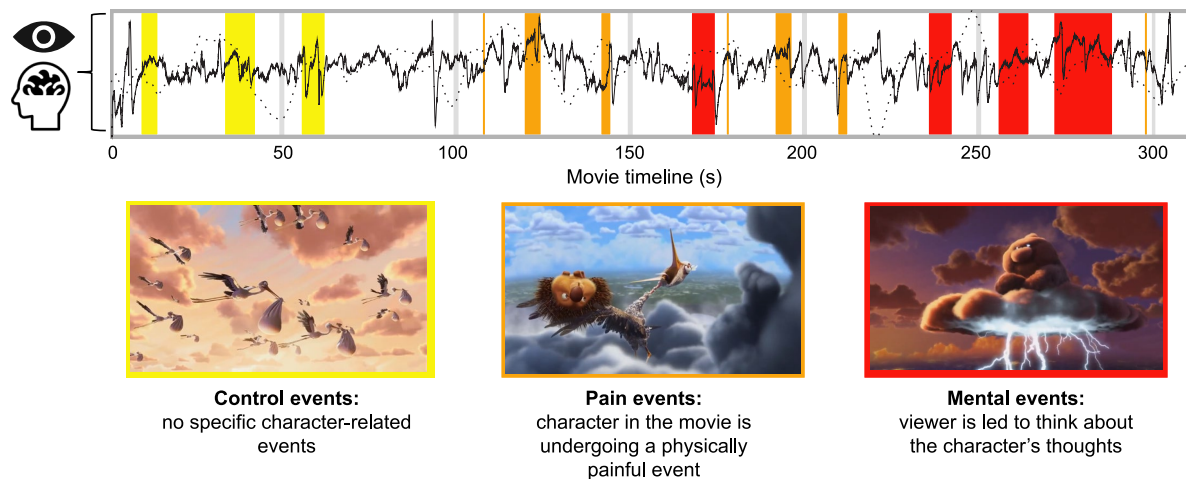 0 50 100 150 200 250 300
Movie timeline (s)
Control events:
no specific character-related
events
Pain events:
character in the movie is
undergoing a physically
painful event
Mental events:
viewer is led to think about
the character's thoughts